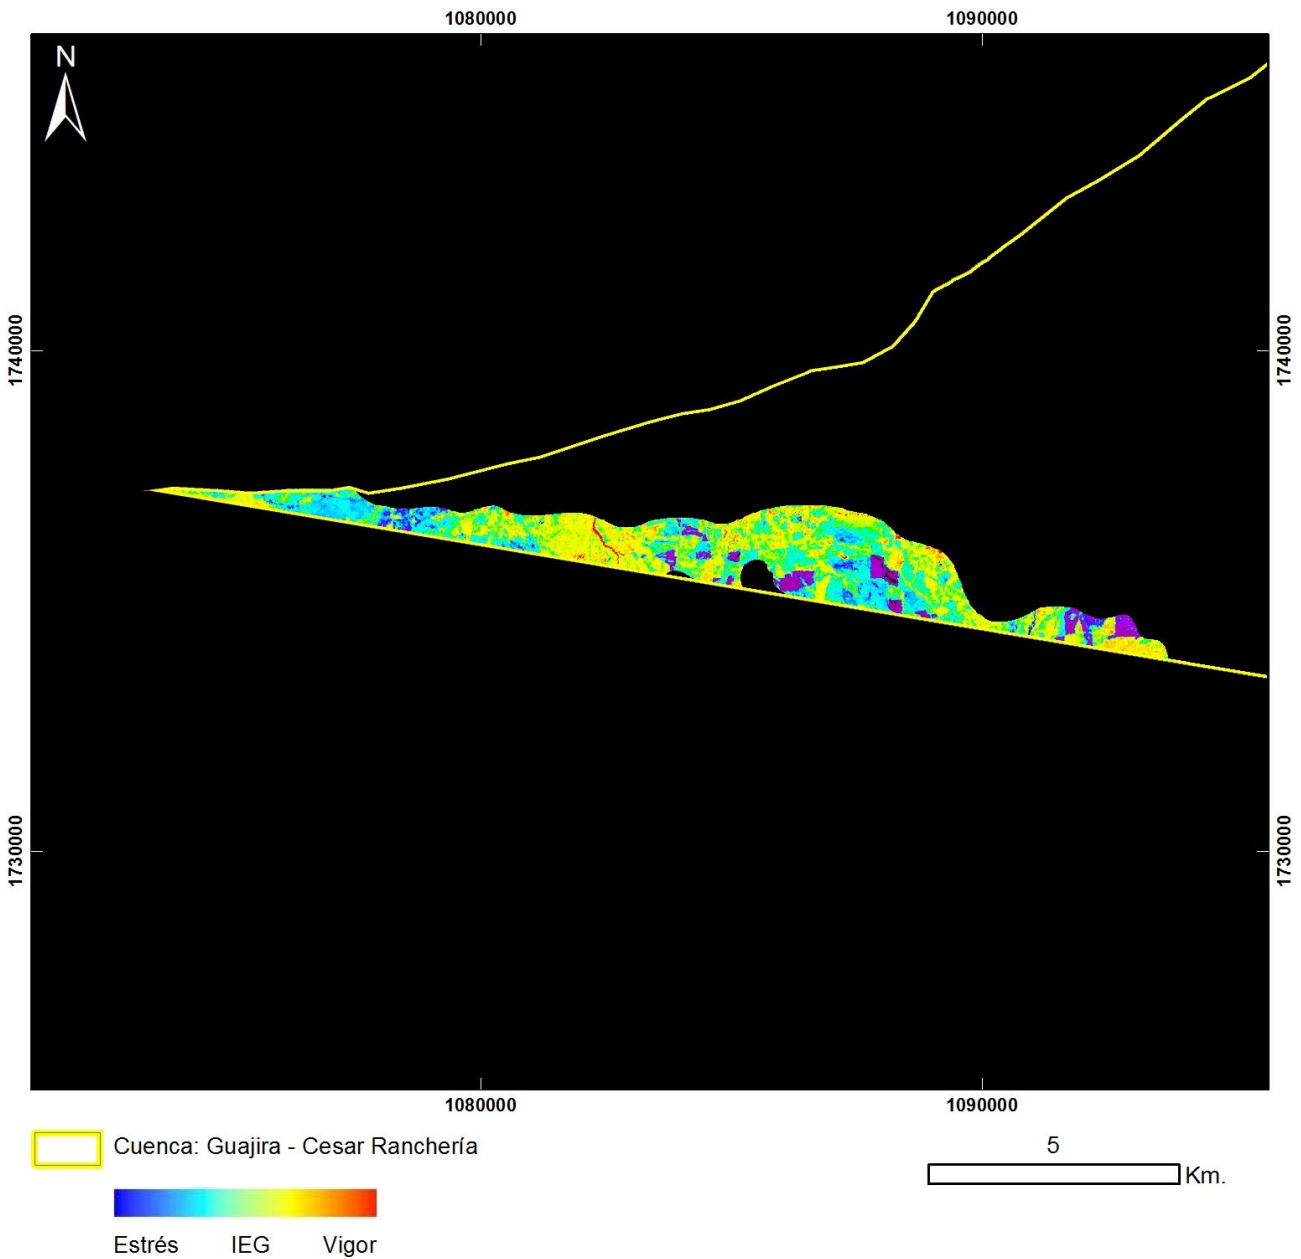 1080000 1090000
N
1740000 1740000
1730000 1730000
1080000 1090000
Cuenca: Guajira - Cesar Ranchería
5
Km.
Estrés IEG Vigor